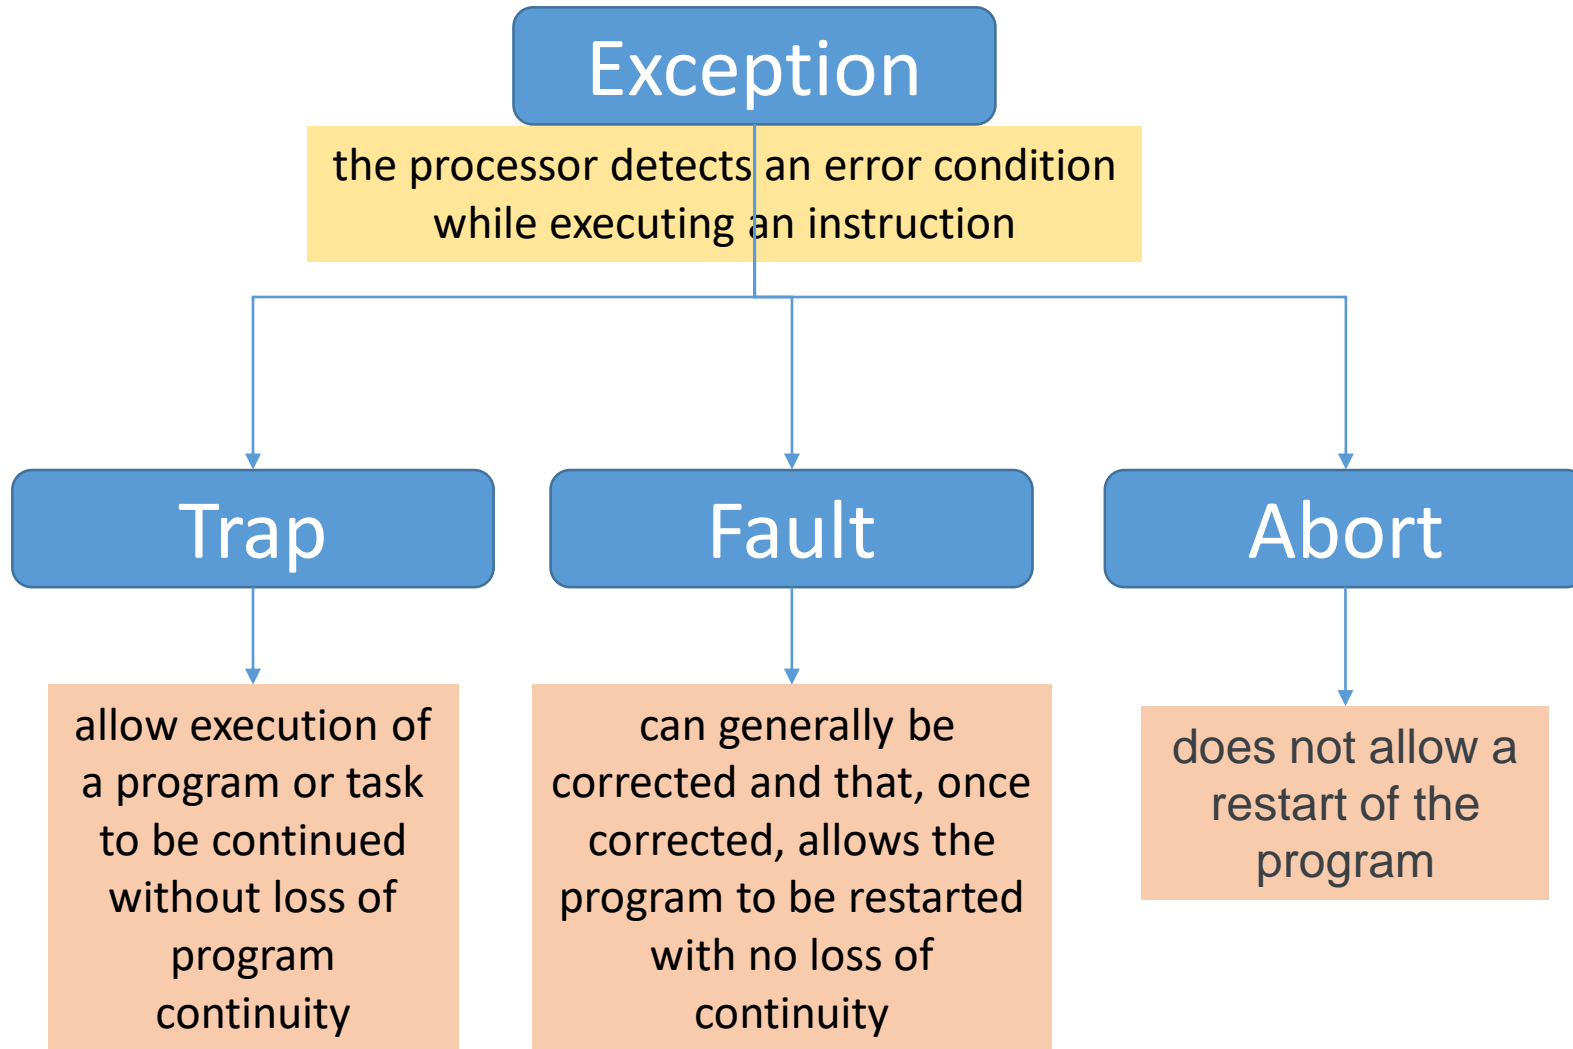 Exception
the processor detects an error condition
while executing an instruction
Trap
Fault
Abort
allow execution of
a program or task
to be continued
without loss of
program
continuity
can generally be
corrected and that, once
corrected, allows the
program to be restarted
with no loss of
continuity
does not allow a
restart of the
program